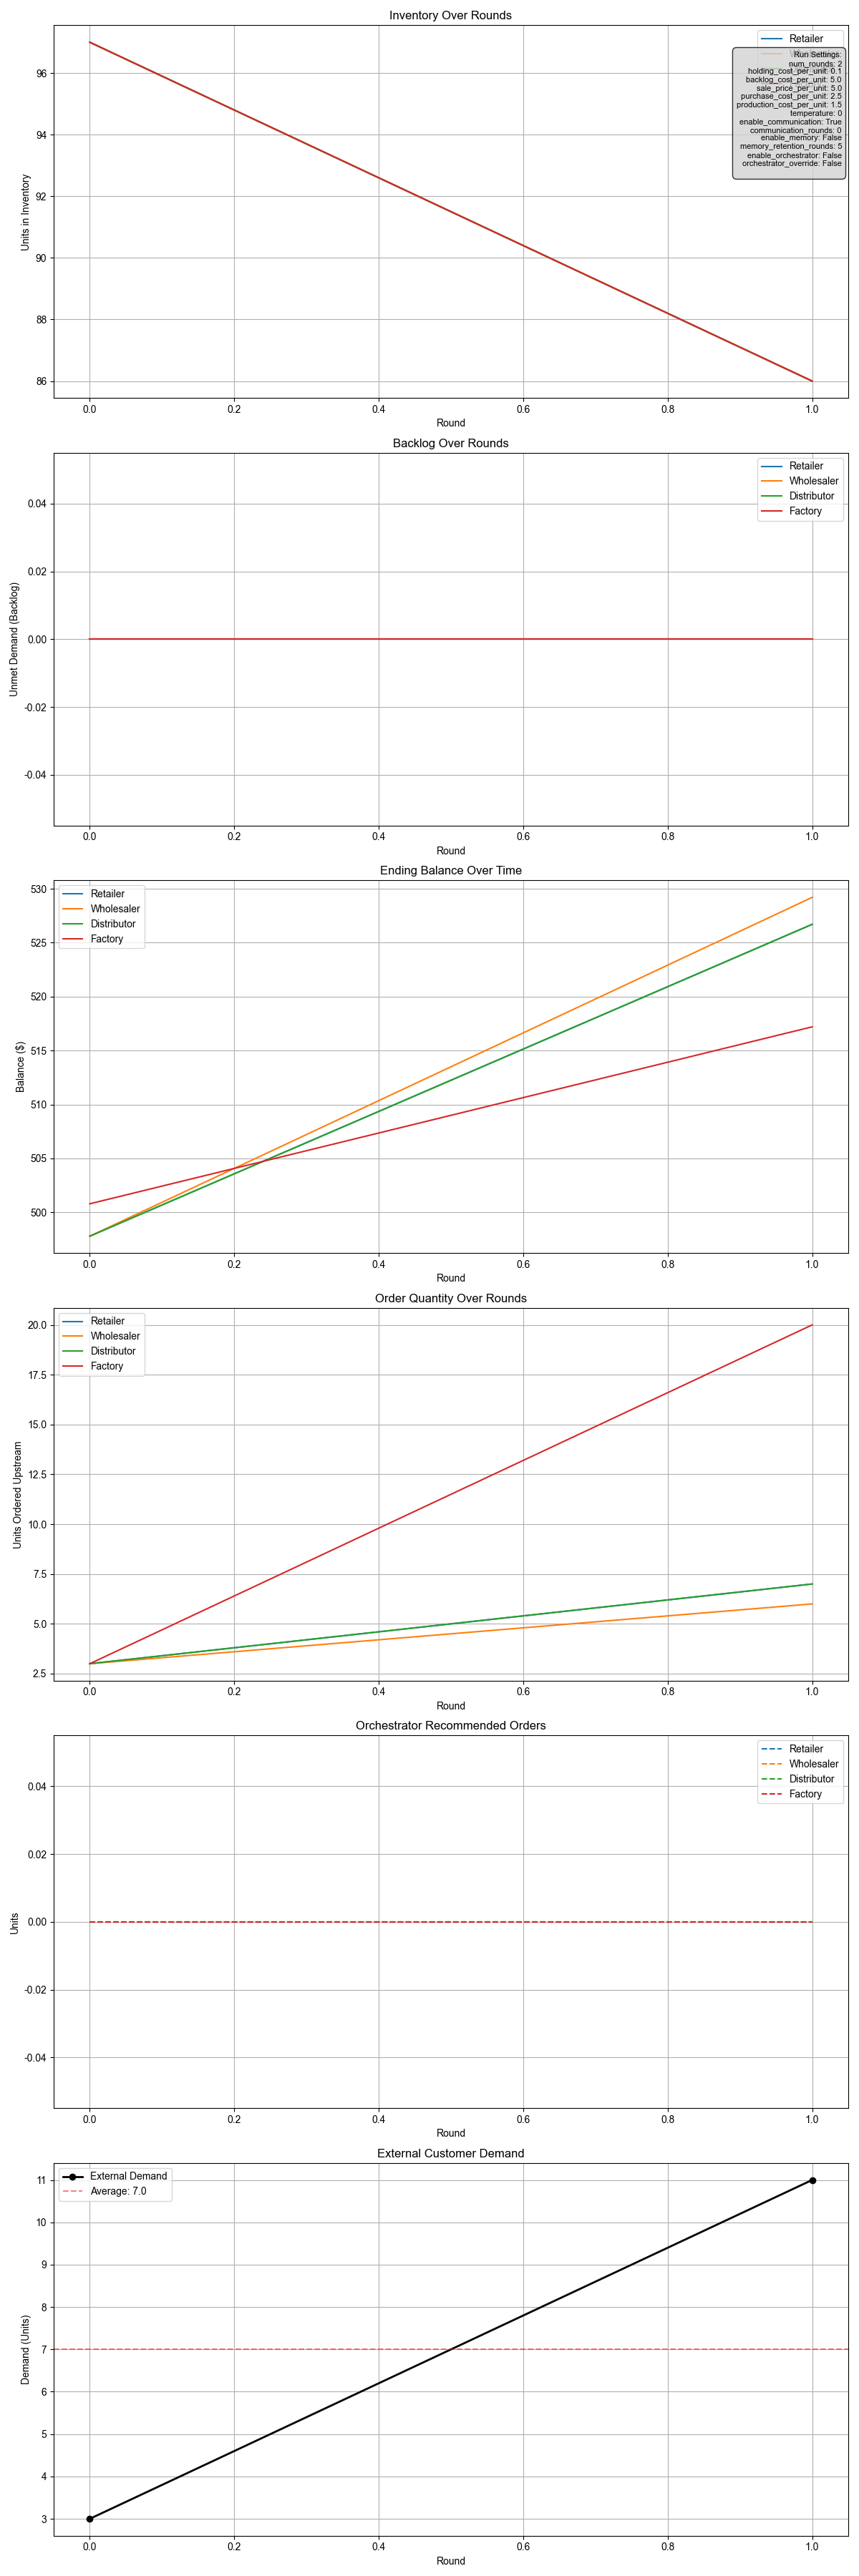 Inventory Over Rounds
Units in Inventory
96
94
92
90
88
86
Retailer
Run Settings:
num_rounds: 2
holding_cost_per_unit: 0.1
backlog_cost_per_unit: 5.0
sale_price_per_unit: 5.0
purchase_cost_per_unit: 2.5
production_cost_per_unit: 1.5
temperature: 0
enable_communication: True
communication_rounds: 0
enable_memory: False
memory_retention_rounds: 5
enable_orchestrator: False
orchestrator_override: False
0.0 0.2 0.4 0.6 0.8 1.0
Round
Backlog Over Rounds
Unmet Demand (Backlog)
0.04
0.02
0.00
-0.02
-0.04
Retailer
Wholesaler
Distributor
Factory
0.0 0.2 0.4 0.6 0.8 1.0
Round
Ending Balance Over Time
Balance ($)
530
525
520
515
510
505
500
Retailer
Wholesaler
Distributor
Factory
0.0 0.2 0.4 0.6 0.8 1.0
Round
Order Quantity Over Rounds
Units Ordered Upstream
20.0
17.5
15.0
12.5
10.0
7.5
5.0
2.5
Retailer
Wholesaler
Distributor
Factory
0.0 0.2 0.4 0.6 0.8 1.0
Round
Orchestrator Recommended Orders
Units
0.04
0.02
0.00
-0.02
-0.04
Retailer
Wholesaler
Distributor
Factory
0.0 0.2 0.4 0.6 0.8 1.0
Round
External Customer Demand
Demand (Units)
11
10
9
8
7
6
5
4
3
External Demand
Average: 7.0
0.0 0.2 0.4 0.6 0.8 1.0
Round